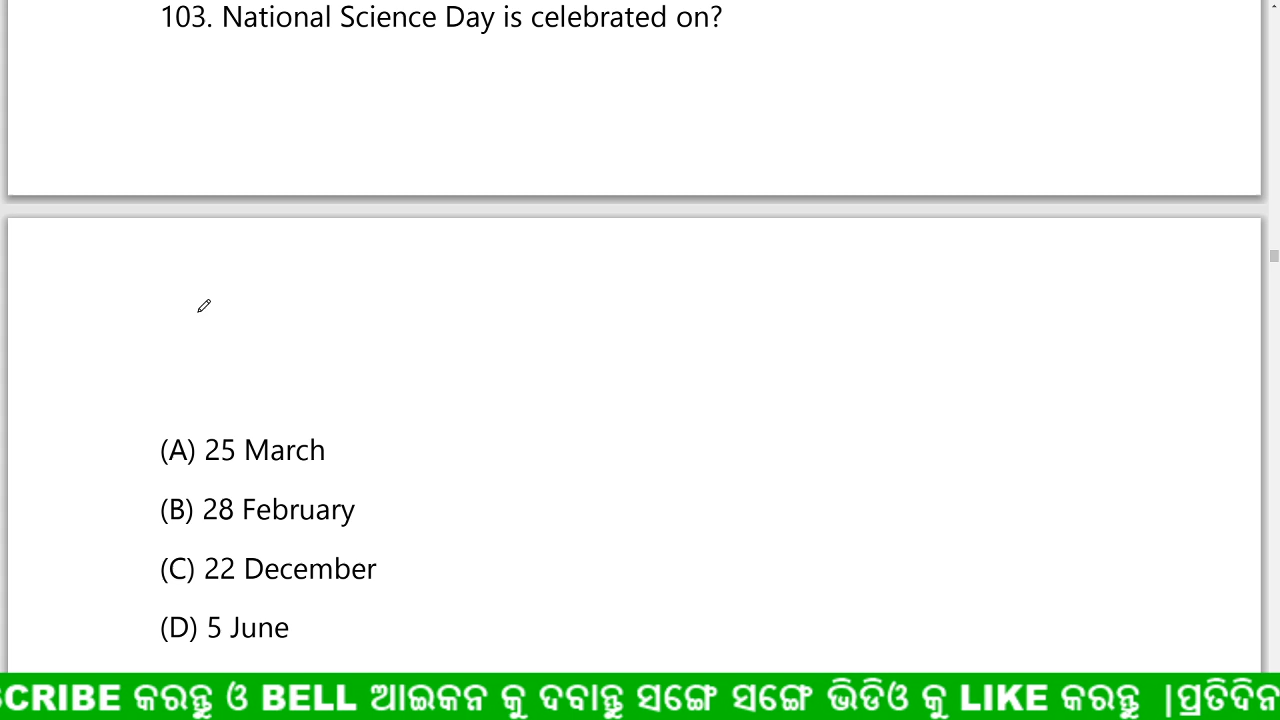 103. National Science Day is celebrated on?
(A) 25 March
(B) 28 February
(C) 22 December
(D) 5 June
SCRIBE କରନ୍ତୁ ଓ BELL ଆଇକନ କୁ ଦବାନ୍ତୁ ସଙ୍ଗେ ସଙ୍ଗେ ଭିଡିଓ କୁ LIKE କରନ୍ତୁ |ପ୍ରତିଦିନ